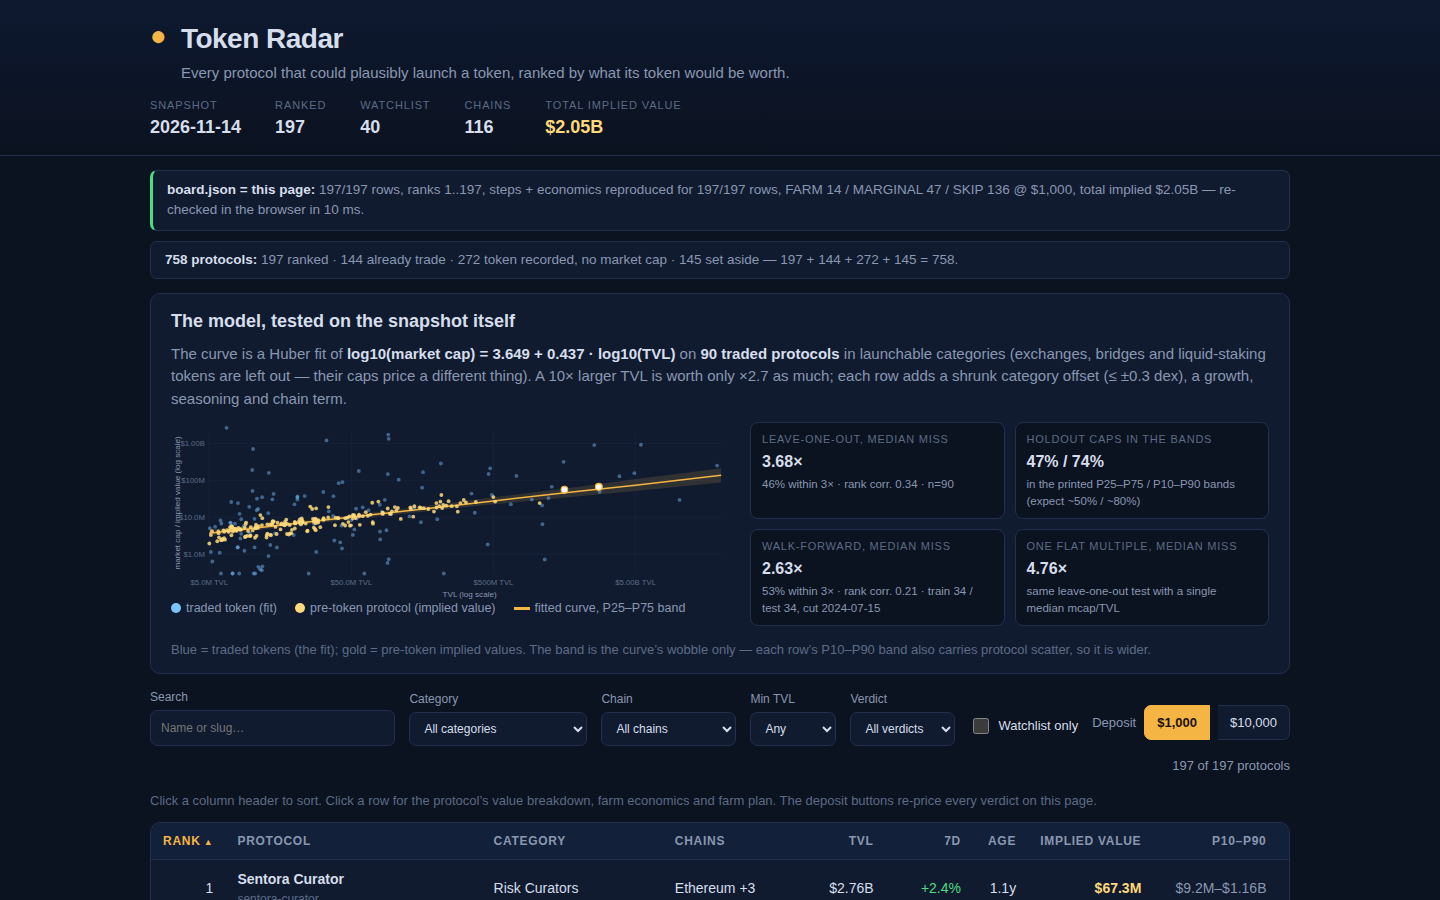 Token Radar
Every protocol that could plausibly launch a token, ranked by what its token would be worth.
SNAPSHOT RANKED WATCHLIST CHAINS TOTAL IMPLIED VALUE
2026-11-14 197 40 116 $2.05B
board.json = this page: 197/197 rows, ranks 1..197, steps + economics reproduced for 197/197 rows, FARM 14 / MARGINAL 47 / SKIP 136 @ $1,000, total implied $2.05B — re-
checked in the browser in 10 ms.
758 protocols: 197 ranked · 144 already trade · 272 token recorded, no market cap · 145 set aside — 197 + 144 + 272 + 145 = 758.
The model, tested on the snapshot itself
The curve is a Huber fit of log10(market cap) = 3.649 + 0.437 · log10(TVL) on 90 traded protocols in launchable categories (exchanges, bridges and liquid-staking
tokens are left out — their caps price a different thing). A 10× larger TVL is worth only ×2.7 as much; each row adds a shrunk category offset (≤ ±0.3 dex), a growth,
seasoning and chain term.
market cap / implied value (log scale)
$1.00B
$100M
$10.0M
$1.0M
$5.0M TVL $50.0M TVL $500M TVL $5.00B TVL
TVL (log scale)
traded token (fit) pre-token protocol (implied value) fitted curve, P25–P75 band
LEAVE-ONE-OUT, MEDIAN MISS
3.68×
46% within 3× · rank corr. 0.34 · n=90
HOLDOUT CAPS IN THE BANDS
47% / 74%
in the printed P25–P75 / P10–P90 bands
(expect ~50% / ~80%)
WALK-FORWARD, MEDIAN MISS
2.63×
53% within 3× · rank corr. 0.21 · train 34 /
test 34, cut 2024-07-15
ONE FLAT MULTIPLE, MEDIAN MISS
4.76×
same leave-one-out test with a single
median mcap/TVL
Blue = traded tokens (the fit); gold = pre-token implied values. The band is the curve's wobble only — each row's P10–P90 band also carries protocol scatter, so it is wider.
Search Category Chain Min TVL Verdict
Name or slug… All categories All chains Any All verdicts Watchlist only Deposit $1,000 $10,000
197 of 197 protocols
Click a column header to sort. Click a row for the protocol's value breakdown, farm economics and farm plan. The deposit buttons re-price every verdict on this page.
RANK ▲ PROTOCOL CATEGORY CHAINS TVL 7D AGE IMPLIED VALUE P10–P90
1 Sentora Curator Risk Curators Ethereum +3 $2.76B +2.4% 1.1y $67.3M $9.2M–$1.16B
sentora-curator